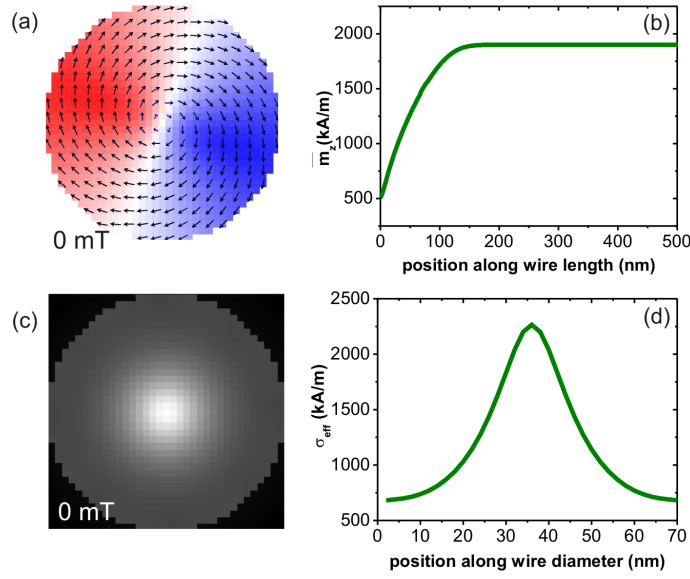 (a)
0 mT
(b)
2000
1500
1000
500
m̅z(kA/m)
0 100 200 300 400 500
position along wire length (nm)
(c)
0 mT
(d)
2500
2000
1500
1000
500
σeff (kA/m)
0 10 20 30 40 50 60 70
position along wire diameter (nm)